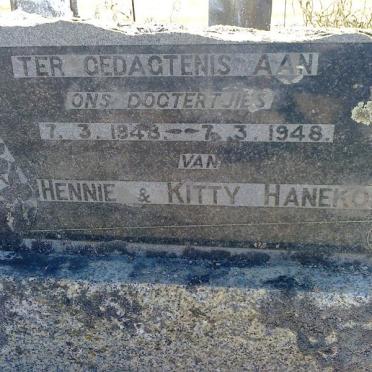 TER GEDAGTENIS AAN
ONS DOGTERTJIES
7. 3. 1948 -- 7. 3 1948.
VAN
HENNIE & KITTY HANEKO